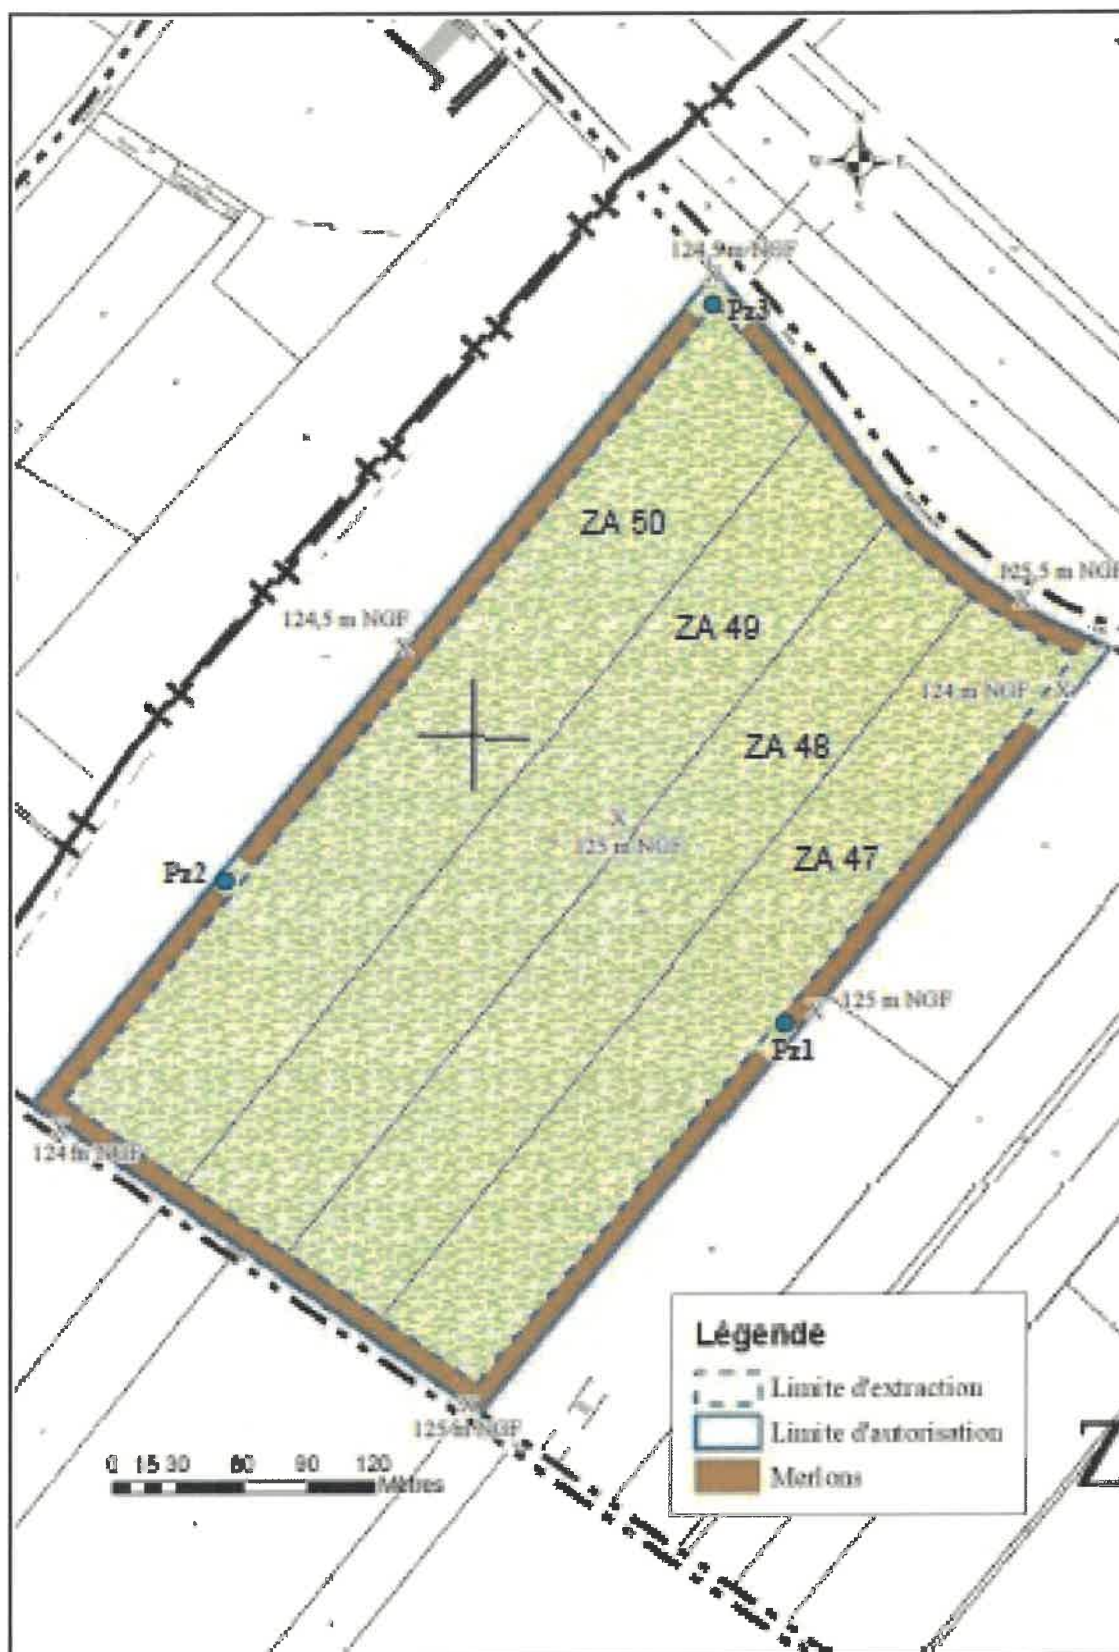 W E
S
124,9 m NGF
Pz3
ZA 50
125,5 m NGF
124,5 m NGF
ZA 49
124 m NGF
X
ZA 48
X
125 m NGF
ZA 47
Pz2
125 m NGF
Pz1
124 m NGF
Légende
Limite d'extraction
Limite d'autorisation
Merlons
125 m NGF
Z
0 15 30 60 90 120
Mètres